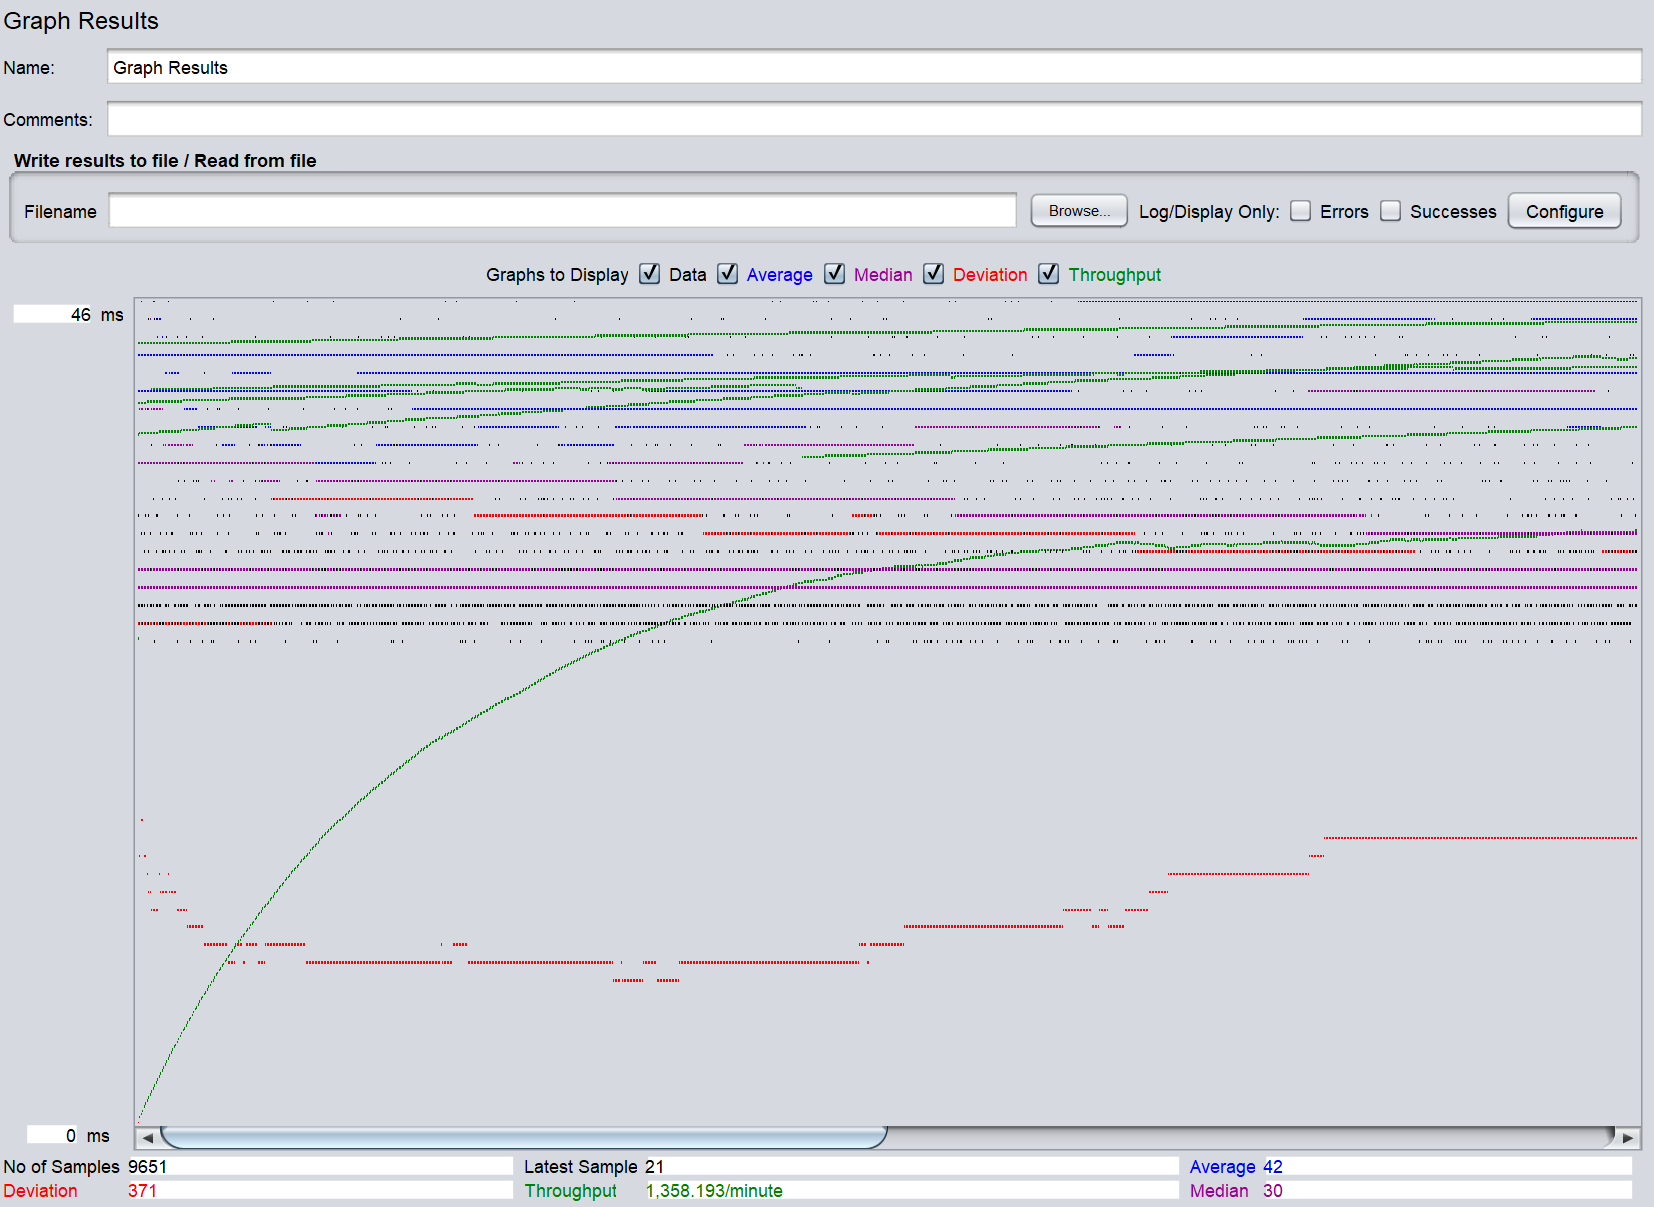 Graph Results
Name: Graph Results
Comments:
Write results to file / Read from file
Filename Browse... Log/Display Only: Errors Successes Configure
Graphs to Display Data Average Median Deviation Throughput
46 ms
0 ms
No of Samples 9651 Latest Sample 21 Average 42
Deviation 371 Throughput 1,358.193/minute Median 30